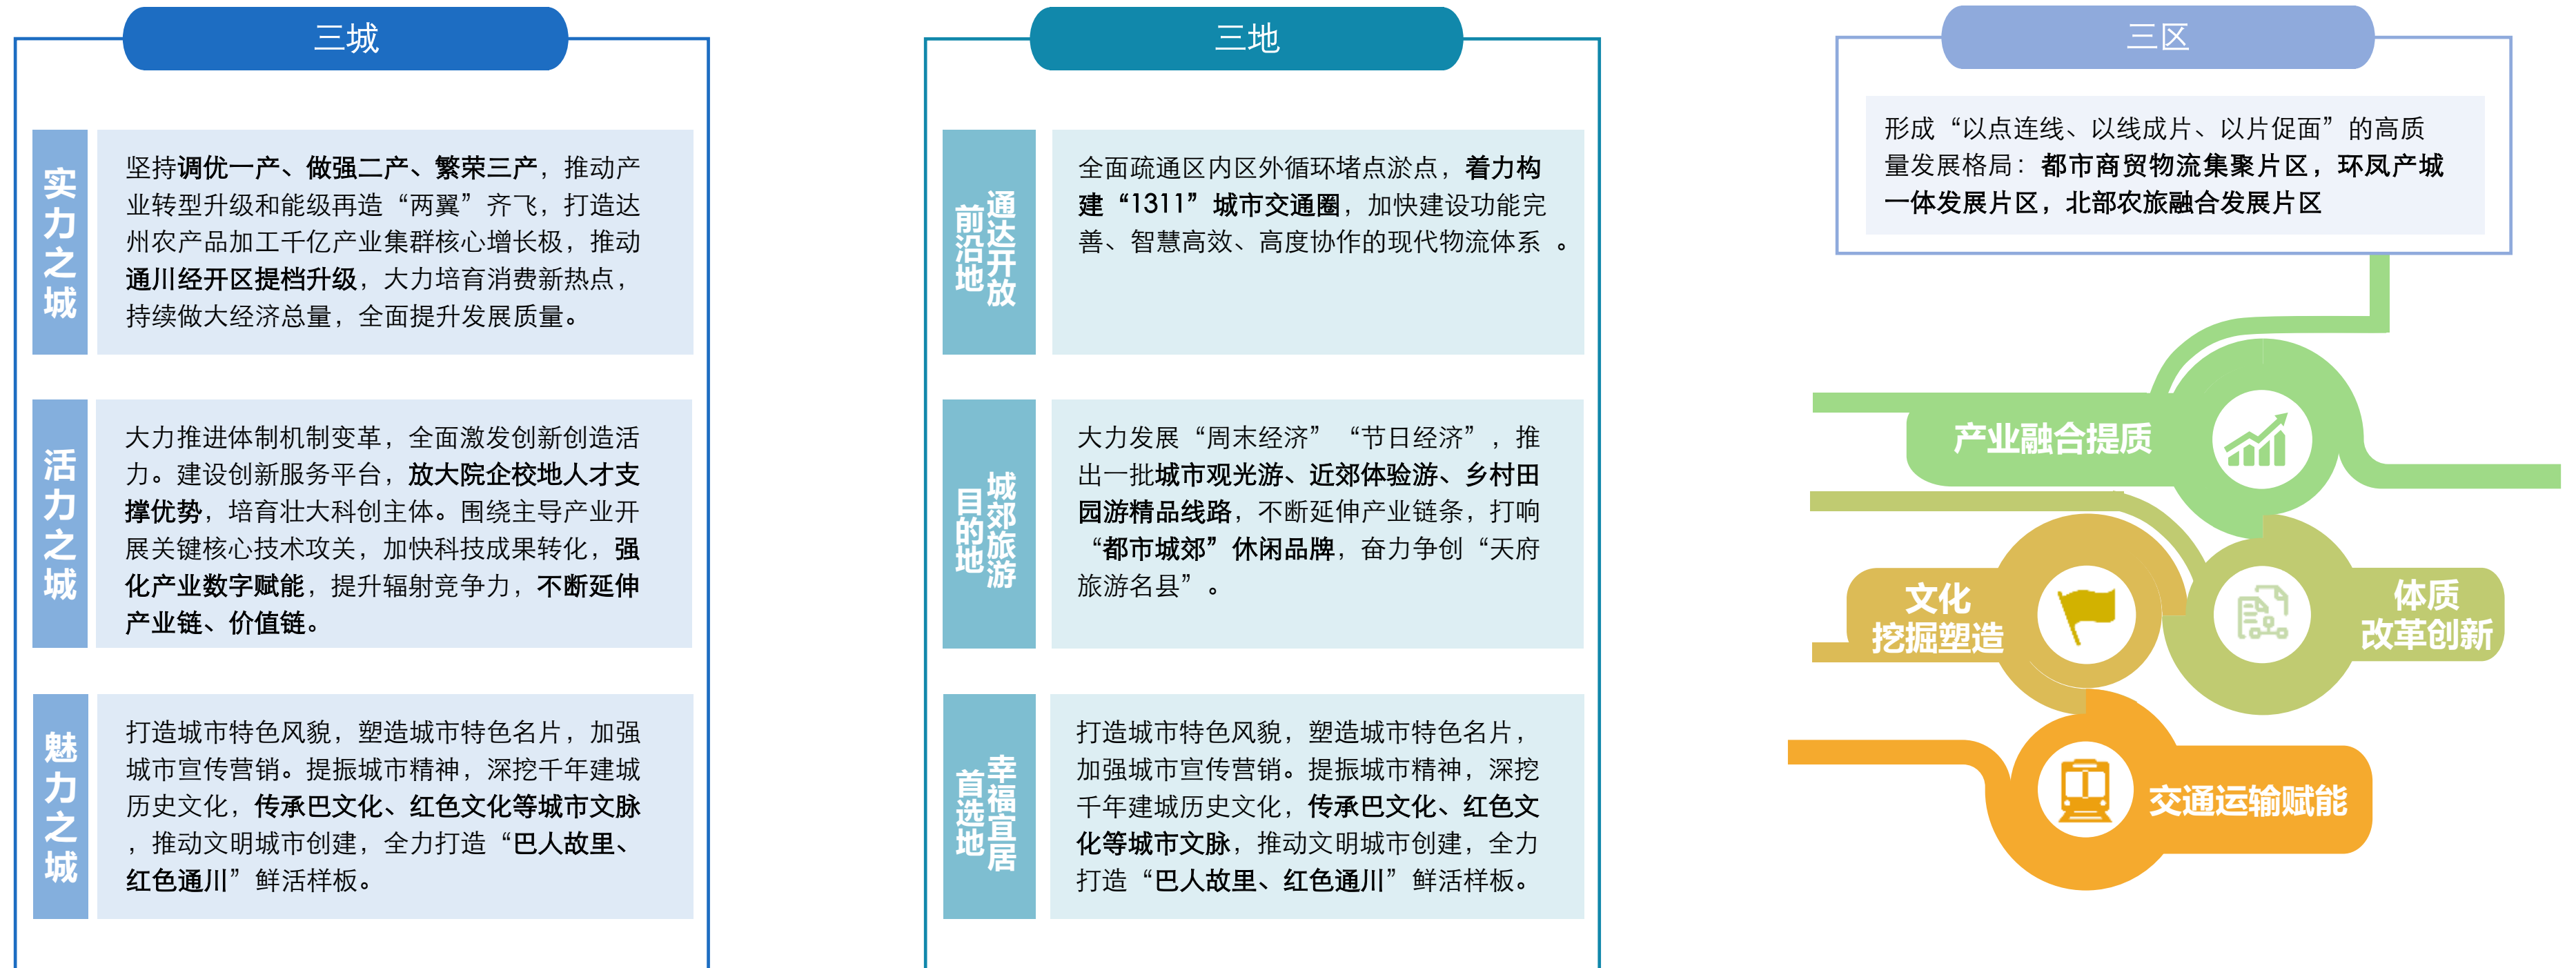 三城
实力之城
坚持调优一产、做强二产、繁荣三产，推动产
业转型升级和能级再造“两翼”齐飞，打造达
州农产品加工千亿产业集群核心增长极，推动
通川经开区提档升级，大力培育消费新热点，
持续做大经济总量，全面提升发展质量。
活力之城
大力推进体制机制变革，全面激发创新创造活
力。建设创新服务平台，放大院企校地人才支
撑优势，培育壮大科创主体。围绕主导产业开
展关键核心技术攻关，加快科技成果转化，强
化产业数字赋能，提升辐射竞争力，不断延伸
产业链、价值链。
魅力之城
打造城市特色风貌，塑造城市特色名片，加强
城市宣传营销。提振城市精神，深挖千年建城
历史文化，传承巴文化、红色文化等城市文脉
，推动文明城市创建，全力打造“巴人故里、
红色通川”鲜活样板。
三地
通达开放
前沿地
全面疏通区内区外循环堵点淤点，着力构
建“1311”城市交通圈，加快建设功能完
善、智慧高效、高度协作的现代物流体系 。
城郊旅游
目的地
大力发展“周末经济”“节日经济”，推
出一批城市观光游、近郊体验游、乡村田
园游精品线路，不断延伸产业链条，打响
“都市城郊”休闲品牌，奋力争创“天府
旅游名县”。
幸福宜居
首选地
打造城市特色风貌，塑造城市特色名片，
加强城市宣传营销。提振城市精神，深挖
千年建城历史文化，传承巴文化、红色文
化等城市文脉，推动文明城市创建，全力
打造“巴人故里、红色通川”鲜活样板。
三区
形成“以点连线、以线成片、以片促面”的高质
量发展格局：都市商贸物流集聚片区，环凤产城
一体发展片区，北部农旅融合发展片区
产业融合提质
文化
挖掘塑造
体质
改革创新
交通运输赋能